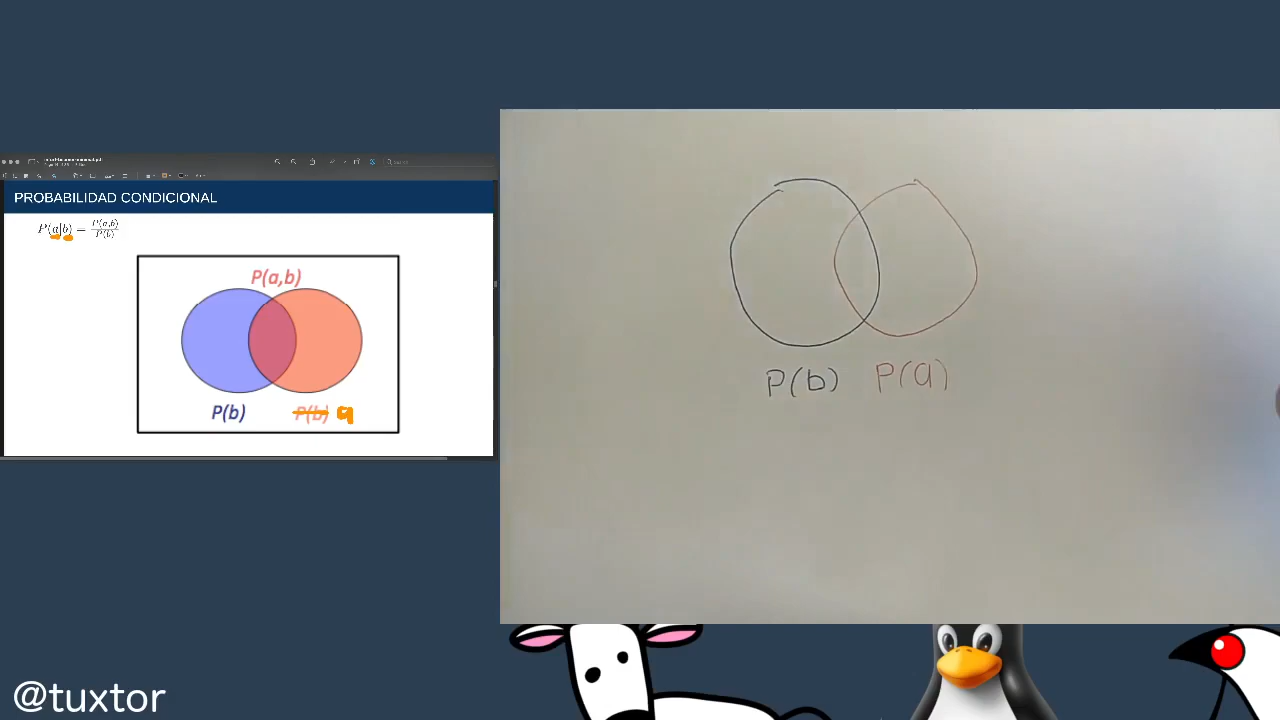 PROBABILIDAD CONDICIONAL
P(a|b) = P(a,b)/P(b)
P(a,b)
P(b) P(b) a
P(b) P(a)
@tuxtor